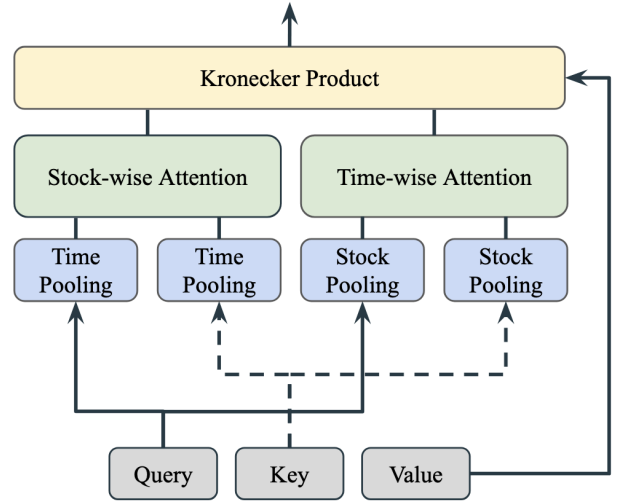 Kronecker Product
Stock-wise Attention
Time-wise Attention
Time
Pooling
Time
Pooling
Stock
Pooling
Stock
Pooling
Query
Key
Value